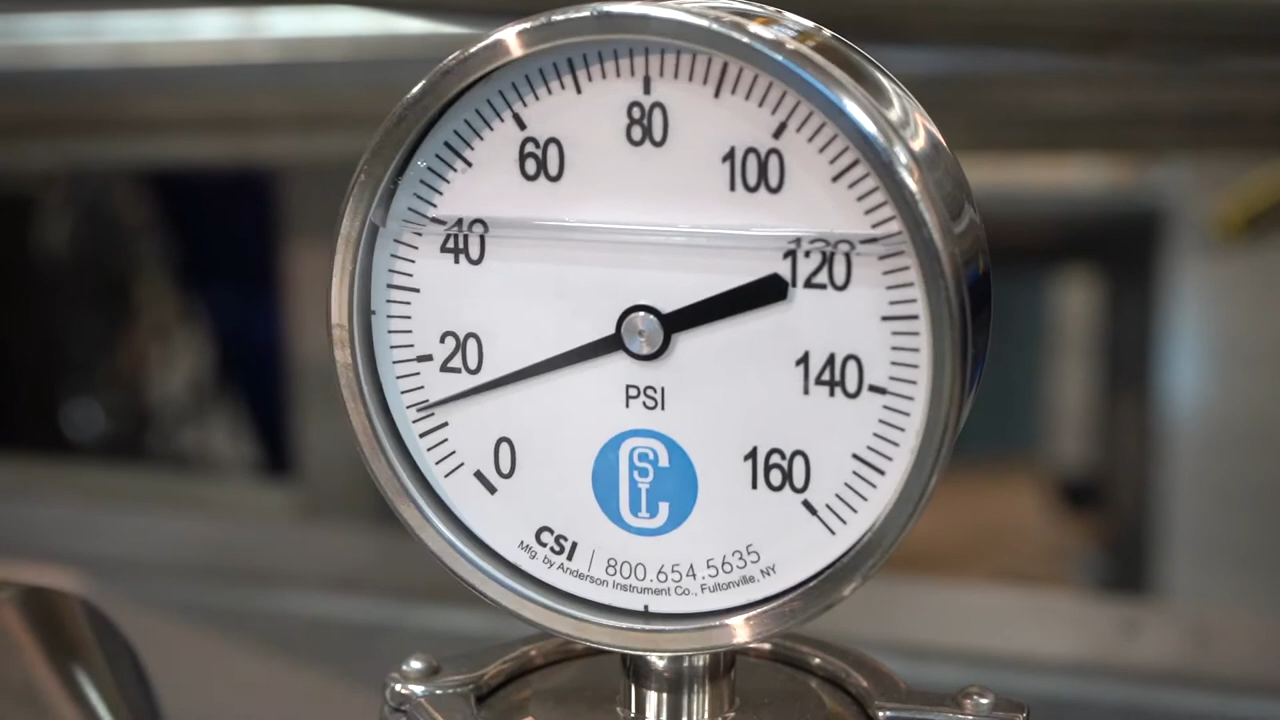 80
60
100
40
120
20
140
PSI
0
160
CSI
CSI | 800.654.5635
Mfg. by Anderson Instrument Co., Fultonville, NY